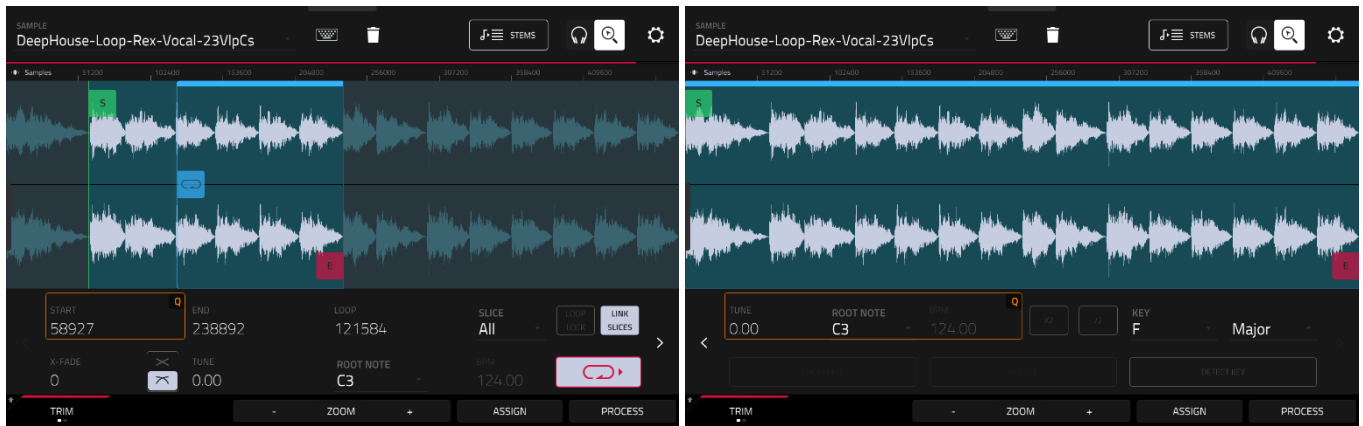 SAMPLE
DeepHouse-Loop-Rex-Vocal-23VlpCs
STEMS
Samples 51200 102400 153600 204800 256000 307200 358400 409600
S
E
START Q END LOOP SLICE LOOP LOCK LINK SLICES
58927 238892 121584 All
X-FADE TUNE ROOT NOTE BPM
0 0.00 C3 124.00
TRIM - ZOOM + ASSIGN PROCESS
SAMPLE
DeepHouse-Loop-Rex-Vocal-23VlpCs
STEMS
Samples 51200 102400 153600 204800 256000 307200 358400 409600
S
E
TUNE ROOT NOTE BPM Q X2 /2 KEY
0.00 C3 124.00 F Major
DETECT KEY
TRIM - ZOOM + ASSIGN PROCESS